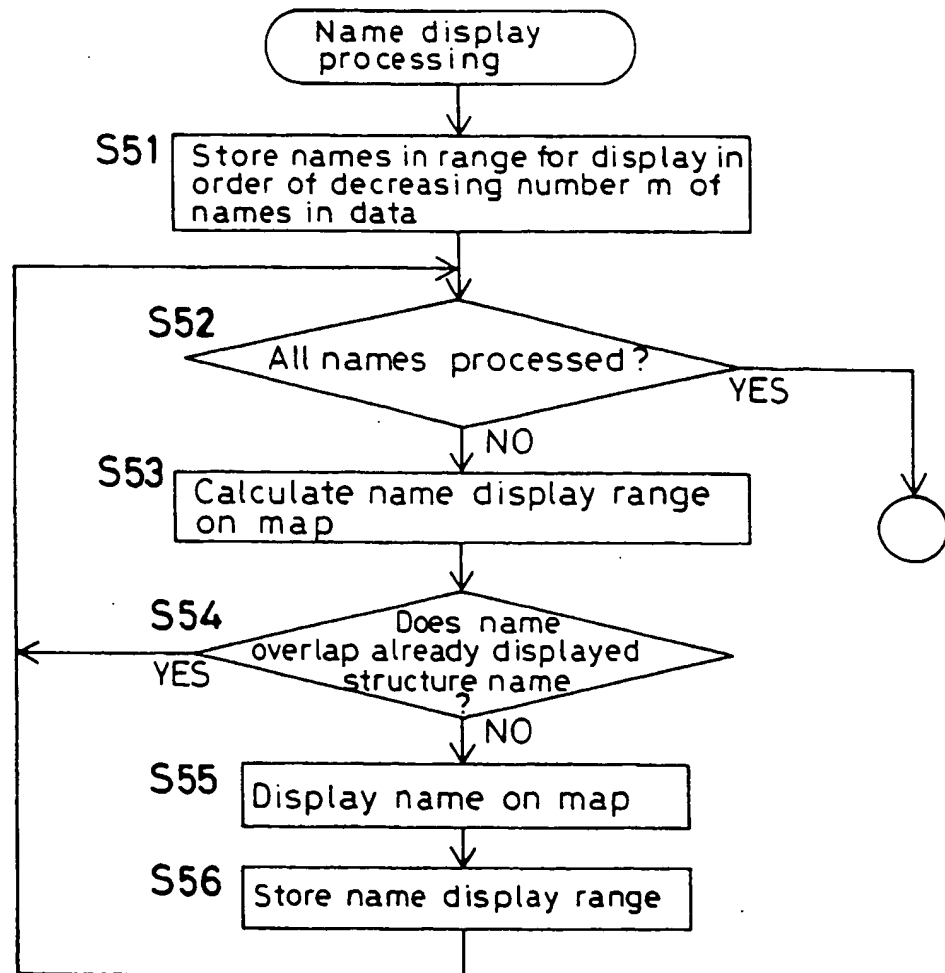 Name display
processing
S51
Store names in range for display in
order of decreasing number m of
names in data
S52
All names processed?
YES
NO
S53
Calculate name display range
on map
S54
Does name
overlap already displayed
structure name
?
YES
NO
S55
Display name on map
S56
Store name display range